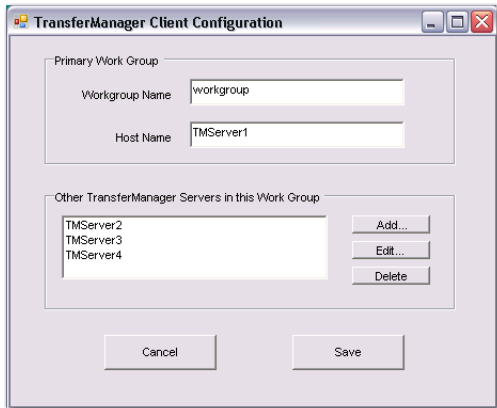 TransferManager Client Configuration
Primary Work Group
Workgroup Name workgroup
Host Name TMServer1
Other TransferManager Servers in this Work Group
TMServer2
TMServer3
TMServer4
Add...
Edit...
Delete
Cancel Save